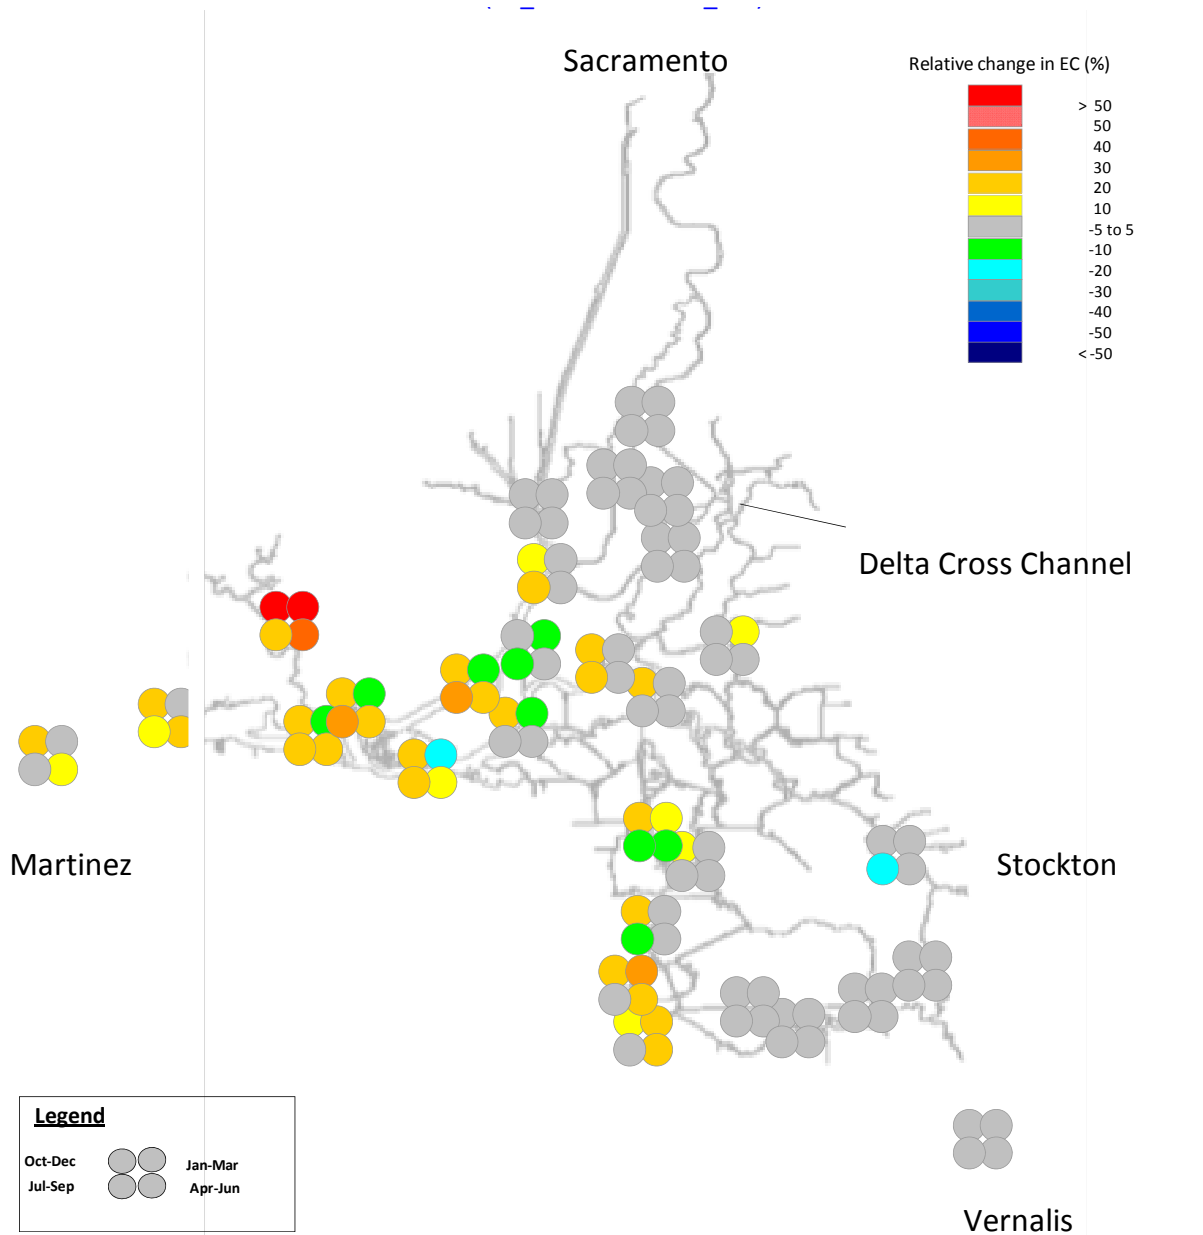 Sacramento
Relative change in EC (%)
> 50
50
40
30
20
10
-5 to 5
-10
-20
-30
-40
-50
< -50
Delta Cross Channel
Martinez
Stockton
Legend
Oct-Dec
Jan-Mar
Jul-Sep
Apr-Jun
Vernalis